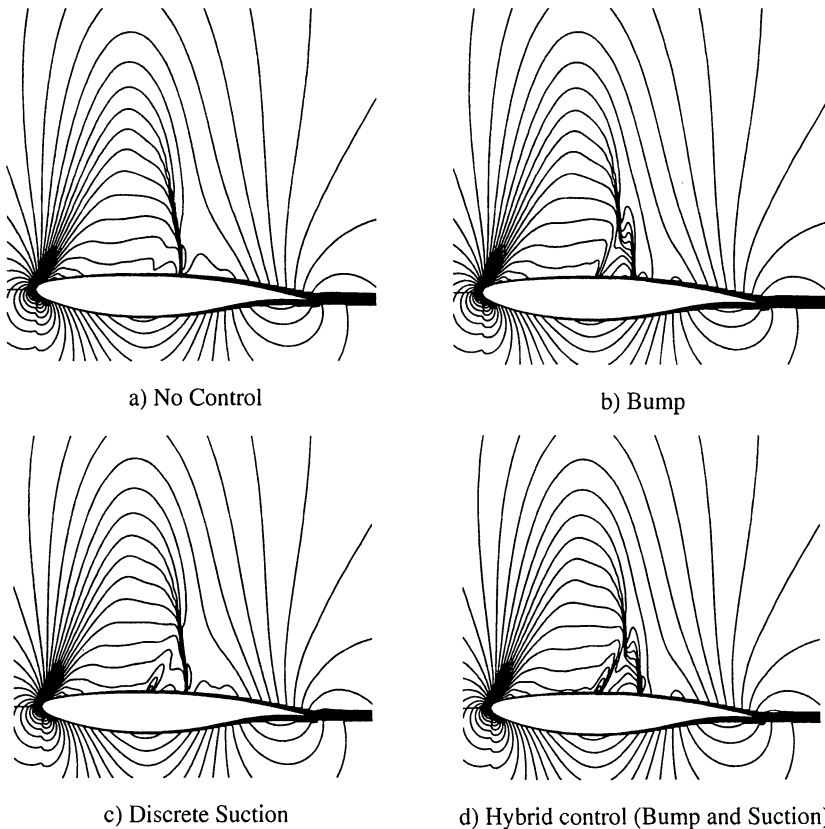 a) No Control
b) Bump
c) Discrete Suction
d) Hybrid control (Bump and Suction)